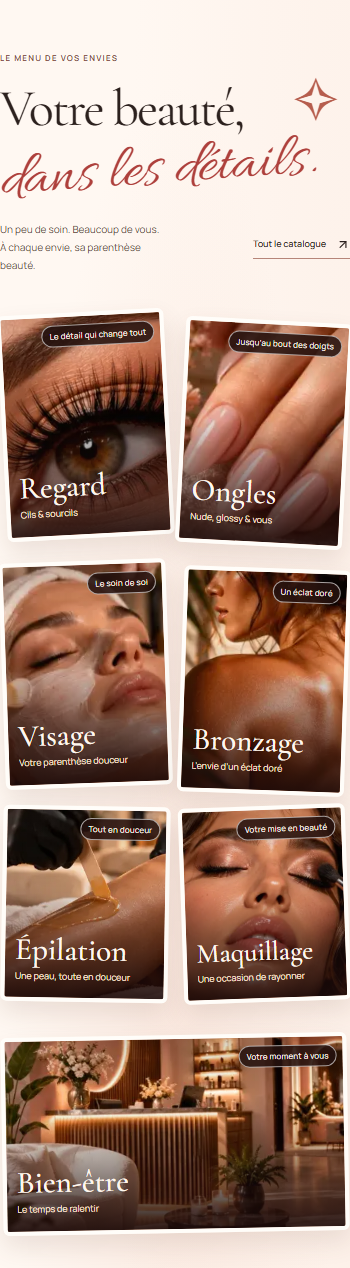 LE MENU DE VOS ENVIES
Votre beauté,
dans les détails.
Un peu de soin. Beaucoup de vous.
À chaque envie, sa parenthèse
beauté.
Tout le catalogue
Le détail qui change tout
Regard
Cils & sourcils
Jusqu'au bout des doigts
Ongles
Nude, glossy & vous
Le soin de soi
Visage
Votre parenthèse douceur
Un éclat doré
Bronzage
L'envie d'un éclat doré
Tout en douceur
Épilation
Une peau, toute en douceur
Votre mise en beauté
Maquillage
Une occasion de rayonner
Votre moment à vous
Bien-être
Le temps de ralentir